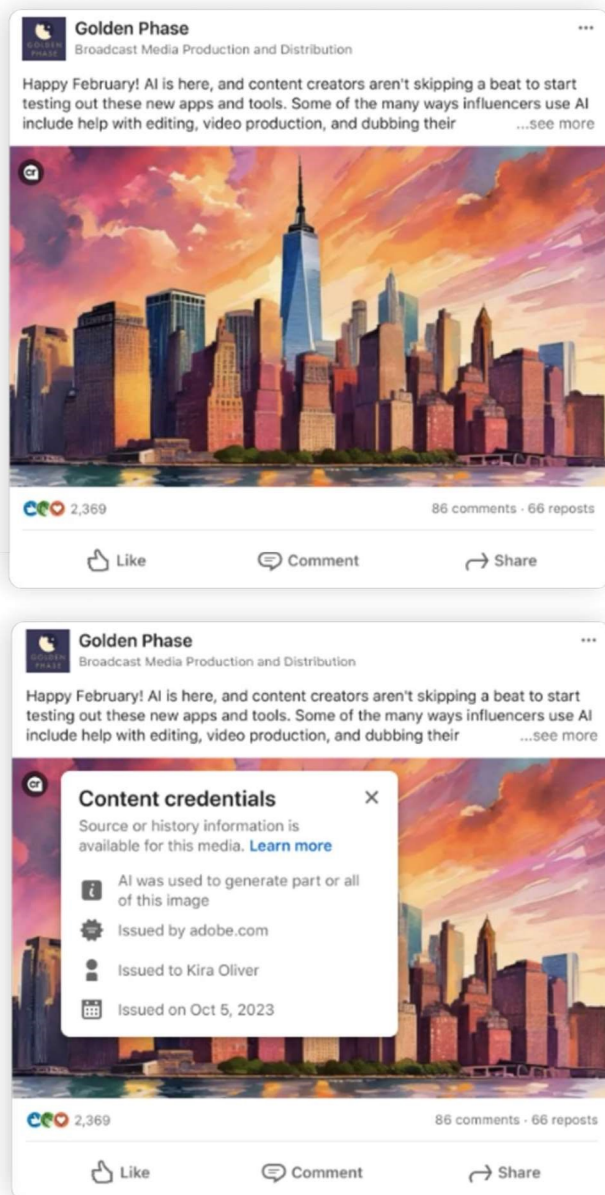 Golden Phase
Broadcast Media Production and Distribution
Happy February! AI is here, and content creators aren't skipping a beat to start
testing out these new apps and tools. Some of the many ways influencers use AI
include help with editing, video production, and dubbing their ...see more
GOLDEN
PHASE
cr
2,369
86 comments · 66 reposts
Like
Comment
Share
Golden Phase
Broadcast Media Production and Distribution
Happy February! AI is here, and content creators aren't skipping a beat to start
testing out these new apps and tools. Some of the many ways influencers use AI
include help with editing, video production, and dubbing their ...see more
GOLDEN
PHASE
cr
Content credentials
Source or history information is
available for this media. Learn more
AI was used to generate part or all
of this image
Issued by adobe.com
Issued to Kira Oliver
Issued on Oct 5, 2023
2,369
86 comments · 66 reposts
Like
Comment
Share